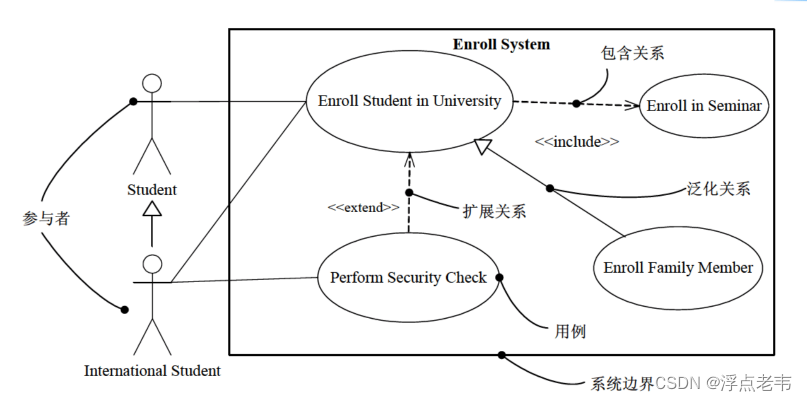 Enroll System
包含关系
Enroll Student in University
Enroll in Seminar
<<include>>
Student
泛化关系
<<extend>>
扩展关系
参与者
Enroll Family Member
Perform Security Check
用例
International Student
系统边界
CSDN @浮点老韦